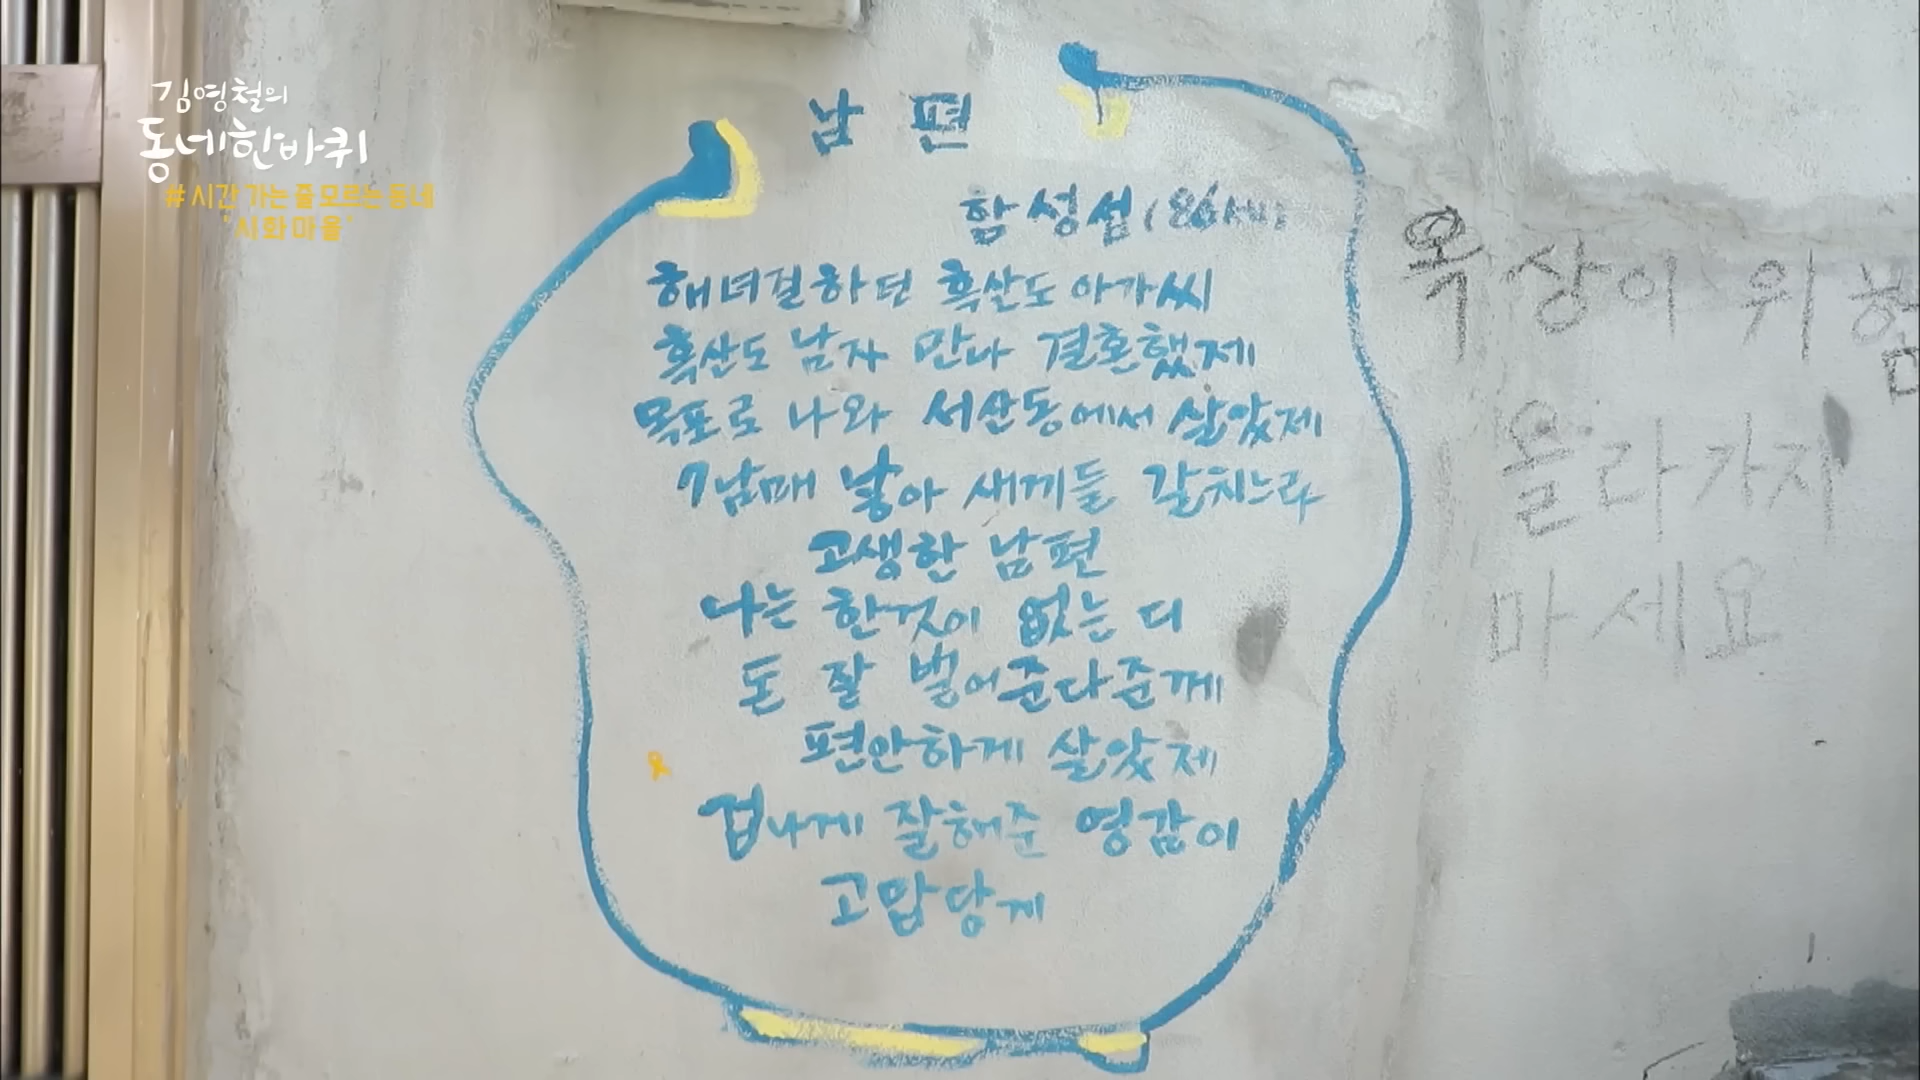 김영철의
동네한바퀴
#시간 가는 줄 모르는 동네
'시화마을'
남편
함성섬
해녀질하던 흑산도 아가씨
흑산도 남자 만나 결혼했제
목포로 나와 서산동에서 살았제
7남매 낳아 새끼들 갈치느라
고생한 남편
나는 한것이 없는 디
돈 잘 벌어준다준께
편안하게 살았제
겁나게 잘해준 영감이
고맙당게
옥상이 위험
올라가지
마세요